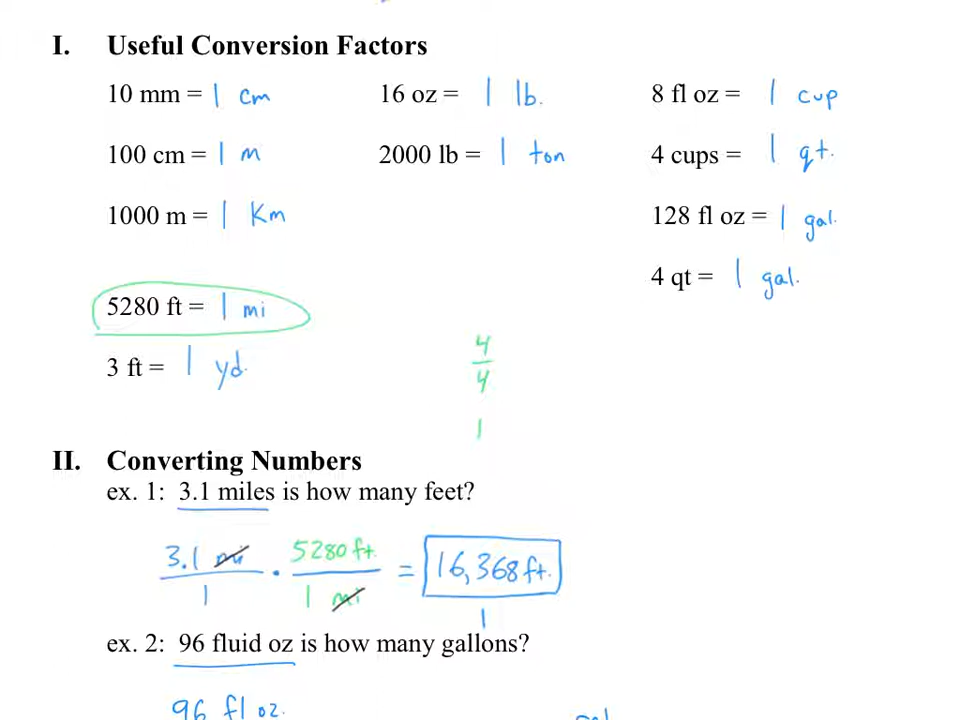 I. Useful Conversion Factors
10 mm = 1 cm 16 oz = 1 lb. 8 fl oz = 1 cup
100 cm = 1 m 2000 lb = 1 ton 4 cups = 1 qt.
1000 m = 1 Km 128 fl oz = 1 gal.
4 qt = 1 gal.
5280 ft = 1 mi
3 ft = 1 yd.
4
4
1
II. Converting Numbers
ex. 1: 3.1 miles is how many feet?
3.1 mi 5280 ft.
1 · 1 mi = 16,368 ft.
1
ex. 2: 96 fluid oz is how many gallons?
96 fl oz. gal